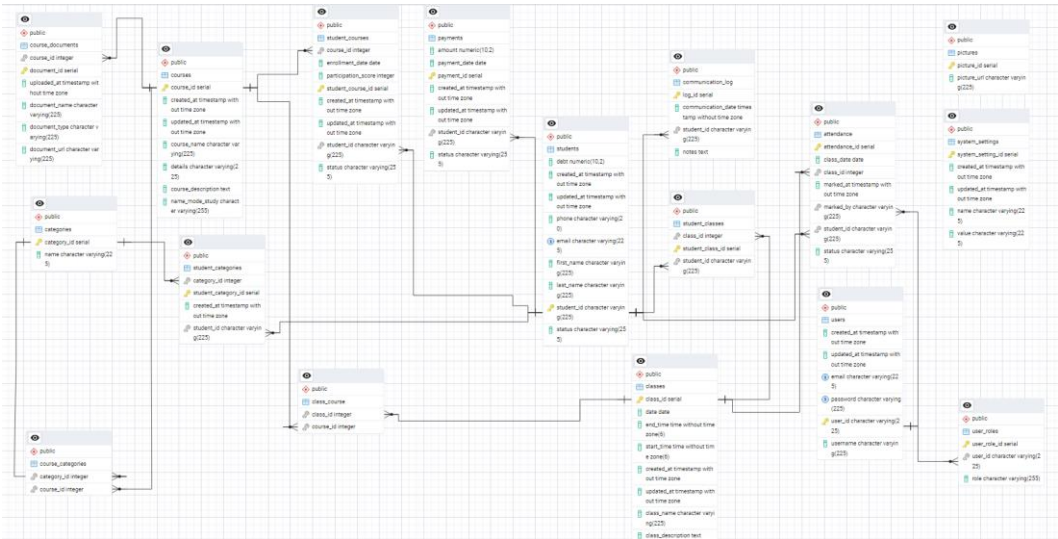 public
course_documents
course_id integer
document_id serial
uploaded_at timestamp wit
hout time zone
document_name character
varying(225)
document_type character v
arying(225)
document_url character var
ying(225)
public
courses
course_id serial
created_at timestamp with
out time zone
updated_at timestamp with
out time zone
course_name character var
ying(225)
details character varying(2
25)
course_description text
name_mode_study charact
er varying(255)
public
student_courses
course_id integer
enrollment_date date
participation_score integer
student_course_id serial
created_at timestamp with
out time zone
updated_at timestamp with
out time zone
student_id character varyin
g(225)
status character varying(25
5)
public
payments
amount numeric(10,2)
payment_date date
payment_id serial
created_at timestamp with
out time zone
updated_at timestamp with
out time zone
student_id character varyin
g(225)
status character varying(25
5)
public
students
debt numeric(10,2)
created_at timestamp with
out time zone
updated_at timestamp with
out time zone
phone character varying(2
0)
email character varying(22
5)
first_name character varyin
g(225)
last_name character varyin
g(225)
student_id character varyin
g(225)
status character varying(25
5)
public
communication_log
log_id serial
communication_date times
tamp without time zone
student_id character varyin
g(225)
notes text
public
student_classes
class_id integer
student_class_id serial
student_id character varyin
g(225)
public
attendance
attendance_id serial
class_date date
class_id integer
marked_at timestamp with
out time zone
marked_by character varyin
g(225)
student_id character varyin
g(225)
status character varying(25
5)
public
pictures
picture_id serial
picture_url character varyin
g(225)
public
system_settings
system_setting_id serial
created_at timestamp with
out time zone
updated_at timestamp with
out time zone
name character varying(22
5)
value character varying(22
5)
public
categories
category_id serial
name character varying(22
5)
public
student_categories
category_id integer
student_category_id serial
created_at timestamp with
out time zone
student_id character varyin
g(225)
public
class_course
class_id integer
course_id integer
public
classes
class_id serial
date date
end_time time without time
zone(6)
start_time time without tim
e zone(6)
created_at timestamp with
out time zone
updated_at timestamp with
out time zone
class_name character varyi
ng(225)
class_description text
public
users
created_at timestamp with
out time zone
updated_at timestamp with
out time zone
email character varying(22
5)
password character varying
(225)
user_id character varying(2
25)
username character varyin
g(225)
public
user_roles
user_role_id serial
user_id character varying(2
25)
role character varying(255)
public
course_categories
category_id integer
course_id integer